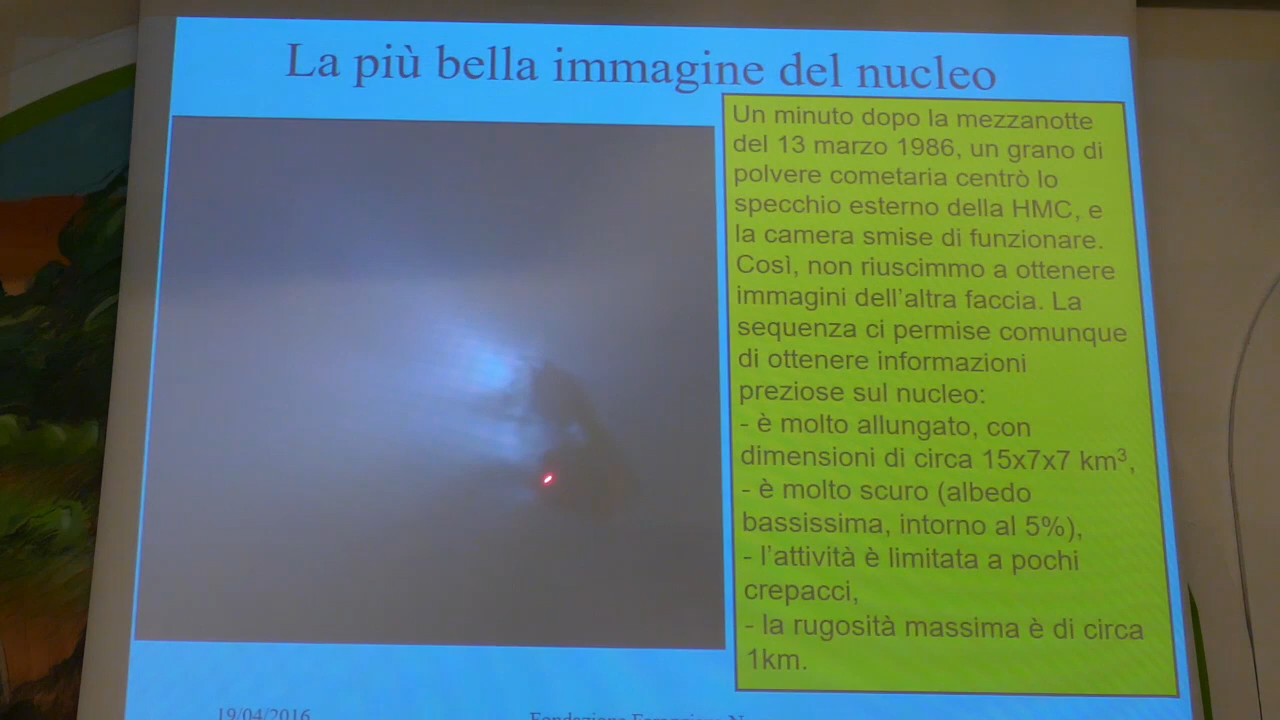 La più bella immagine del nucleo
Un minuto dopo la mezzanotte
del 13 marzo 1986, un grano di
polvere cometaria centrò lo
specchio esterno della HMC, e
la camera smise di funzionare.
Così, non riuscimmo a ottenere
immagini dell'altra faccia. La
sequenza ci permise comunque
di ottenere informazioni
preziose sul nucleo:
- è molto allungato, con
dimensioni di circa 15x7x7 km³,
- è molto scuro (albedo
bassissima, intorno al 5%),
- l'attività è limitata a pochi
crepacci,
- la rugosità massima è di circa
1km.
19/04/2016
Fondazione